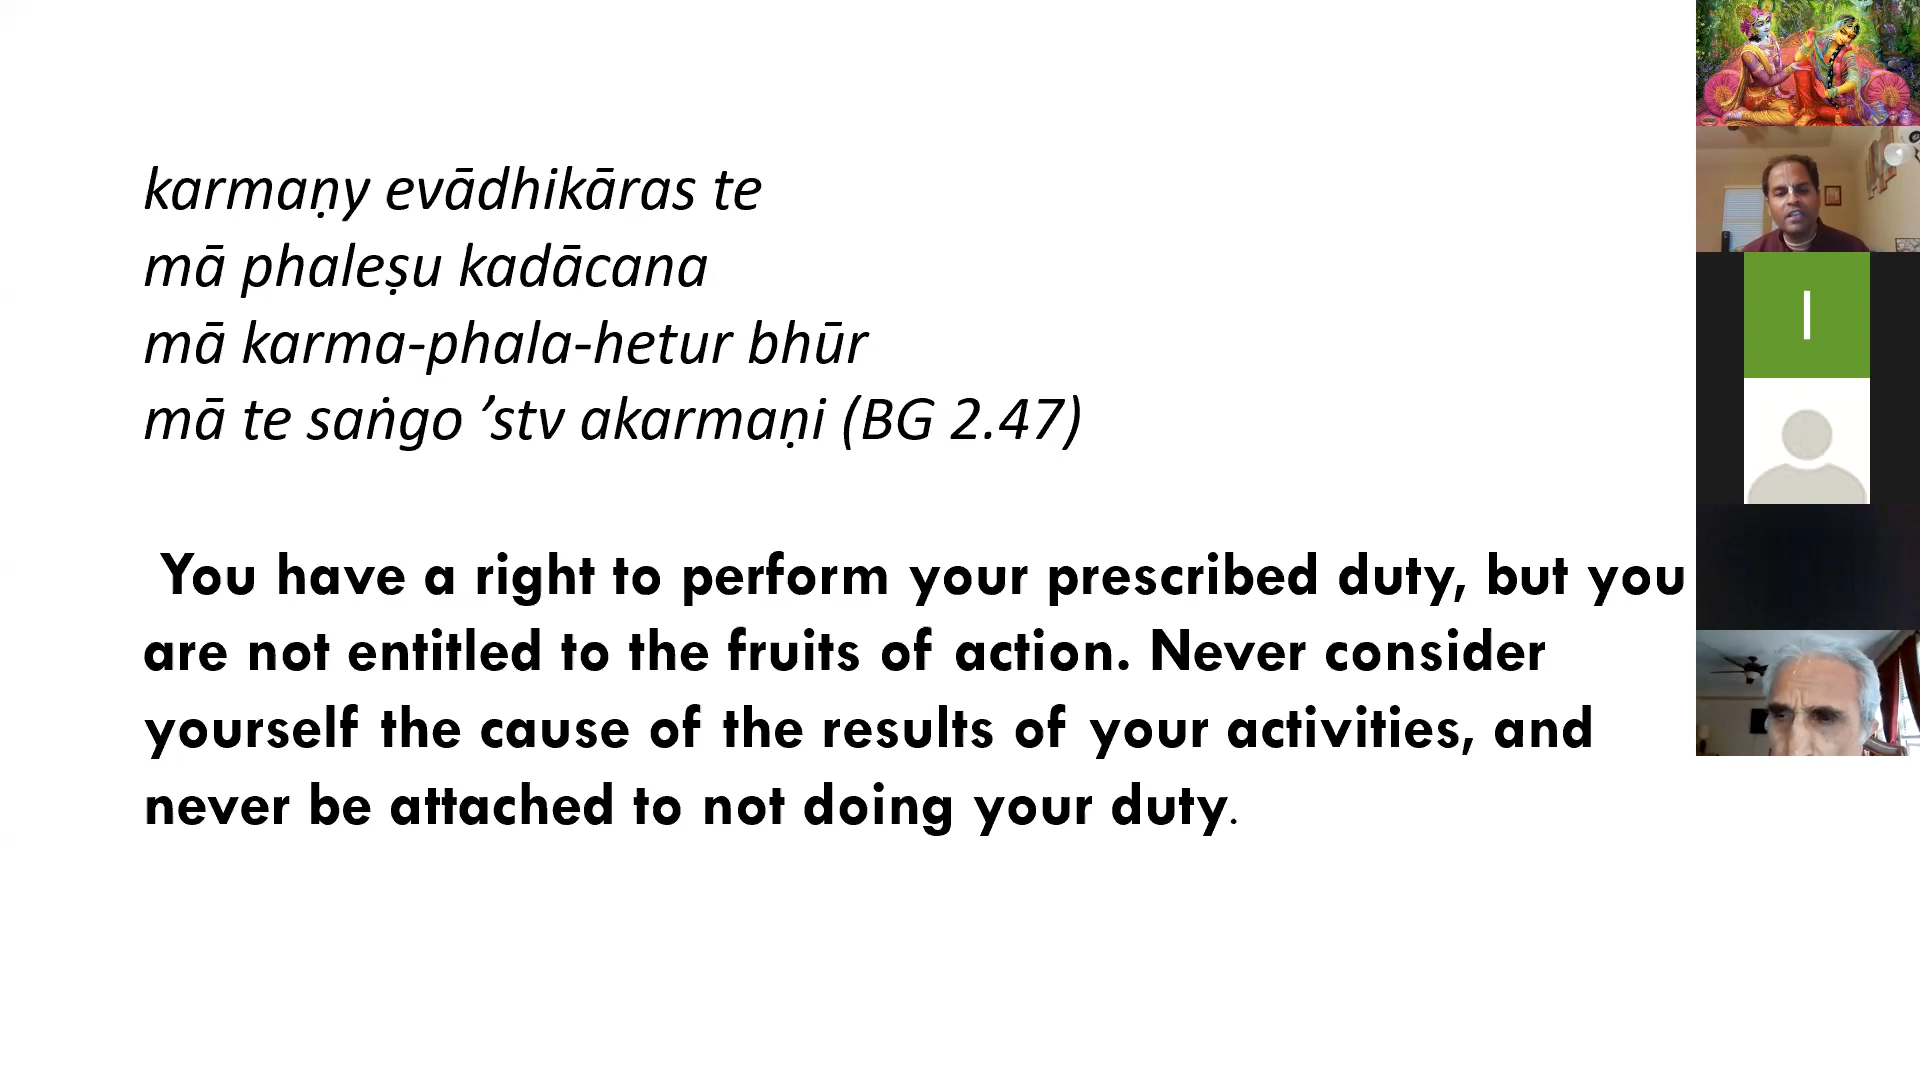 karmaṇy evādhikāras te
mā phaleṣu kadācana
mā karma-phala-hetur bhūr
mā te saṅgo ’stv akarmaṇi (BG 2.47)
You have a right to perform your prescribed duty, but you
are not entitled to the fruits of action. Never consider
yourself the cause of the results of your activities, and
never be attached to not doing your duty.
I